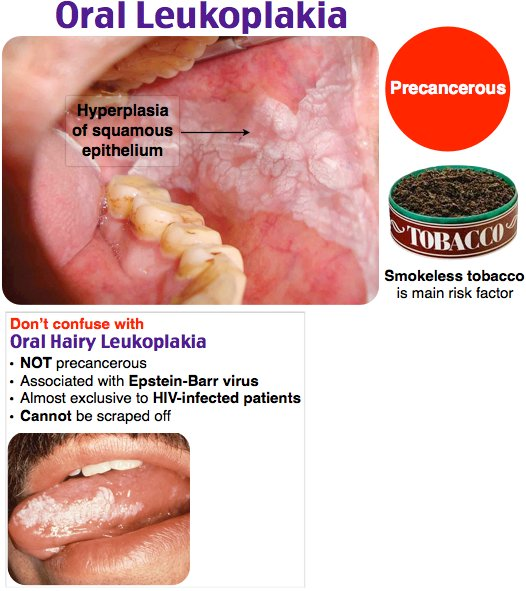 Oral Leukoplakia
Hyperplasia
of squamous
epithelium
Precancerous
TOBACCO
Smokeless tobacco
is main risk factor
Don't confuse with
Oral Hairy Leukoplakia
• NOT precancerous
• Associated with Epstein-Barr virus
• Almost exclusive to HIV-infected patients
• Cannot be scraped off